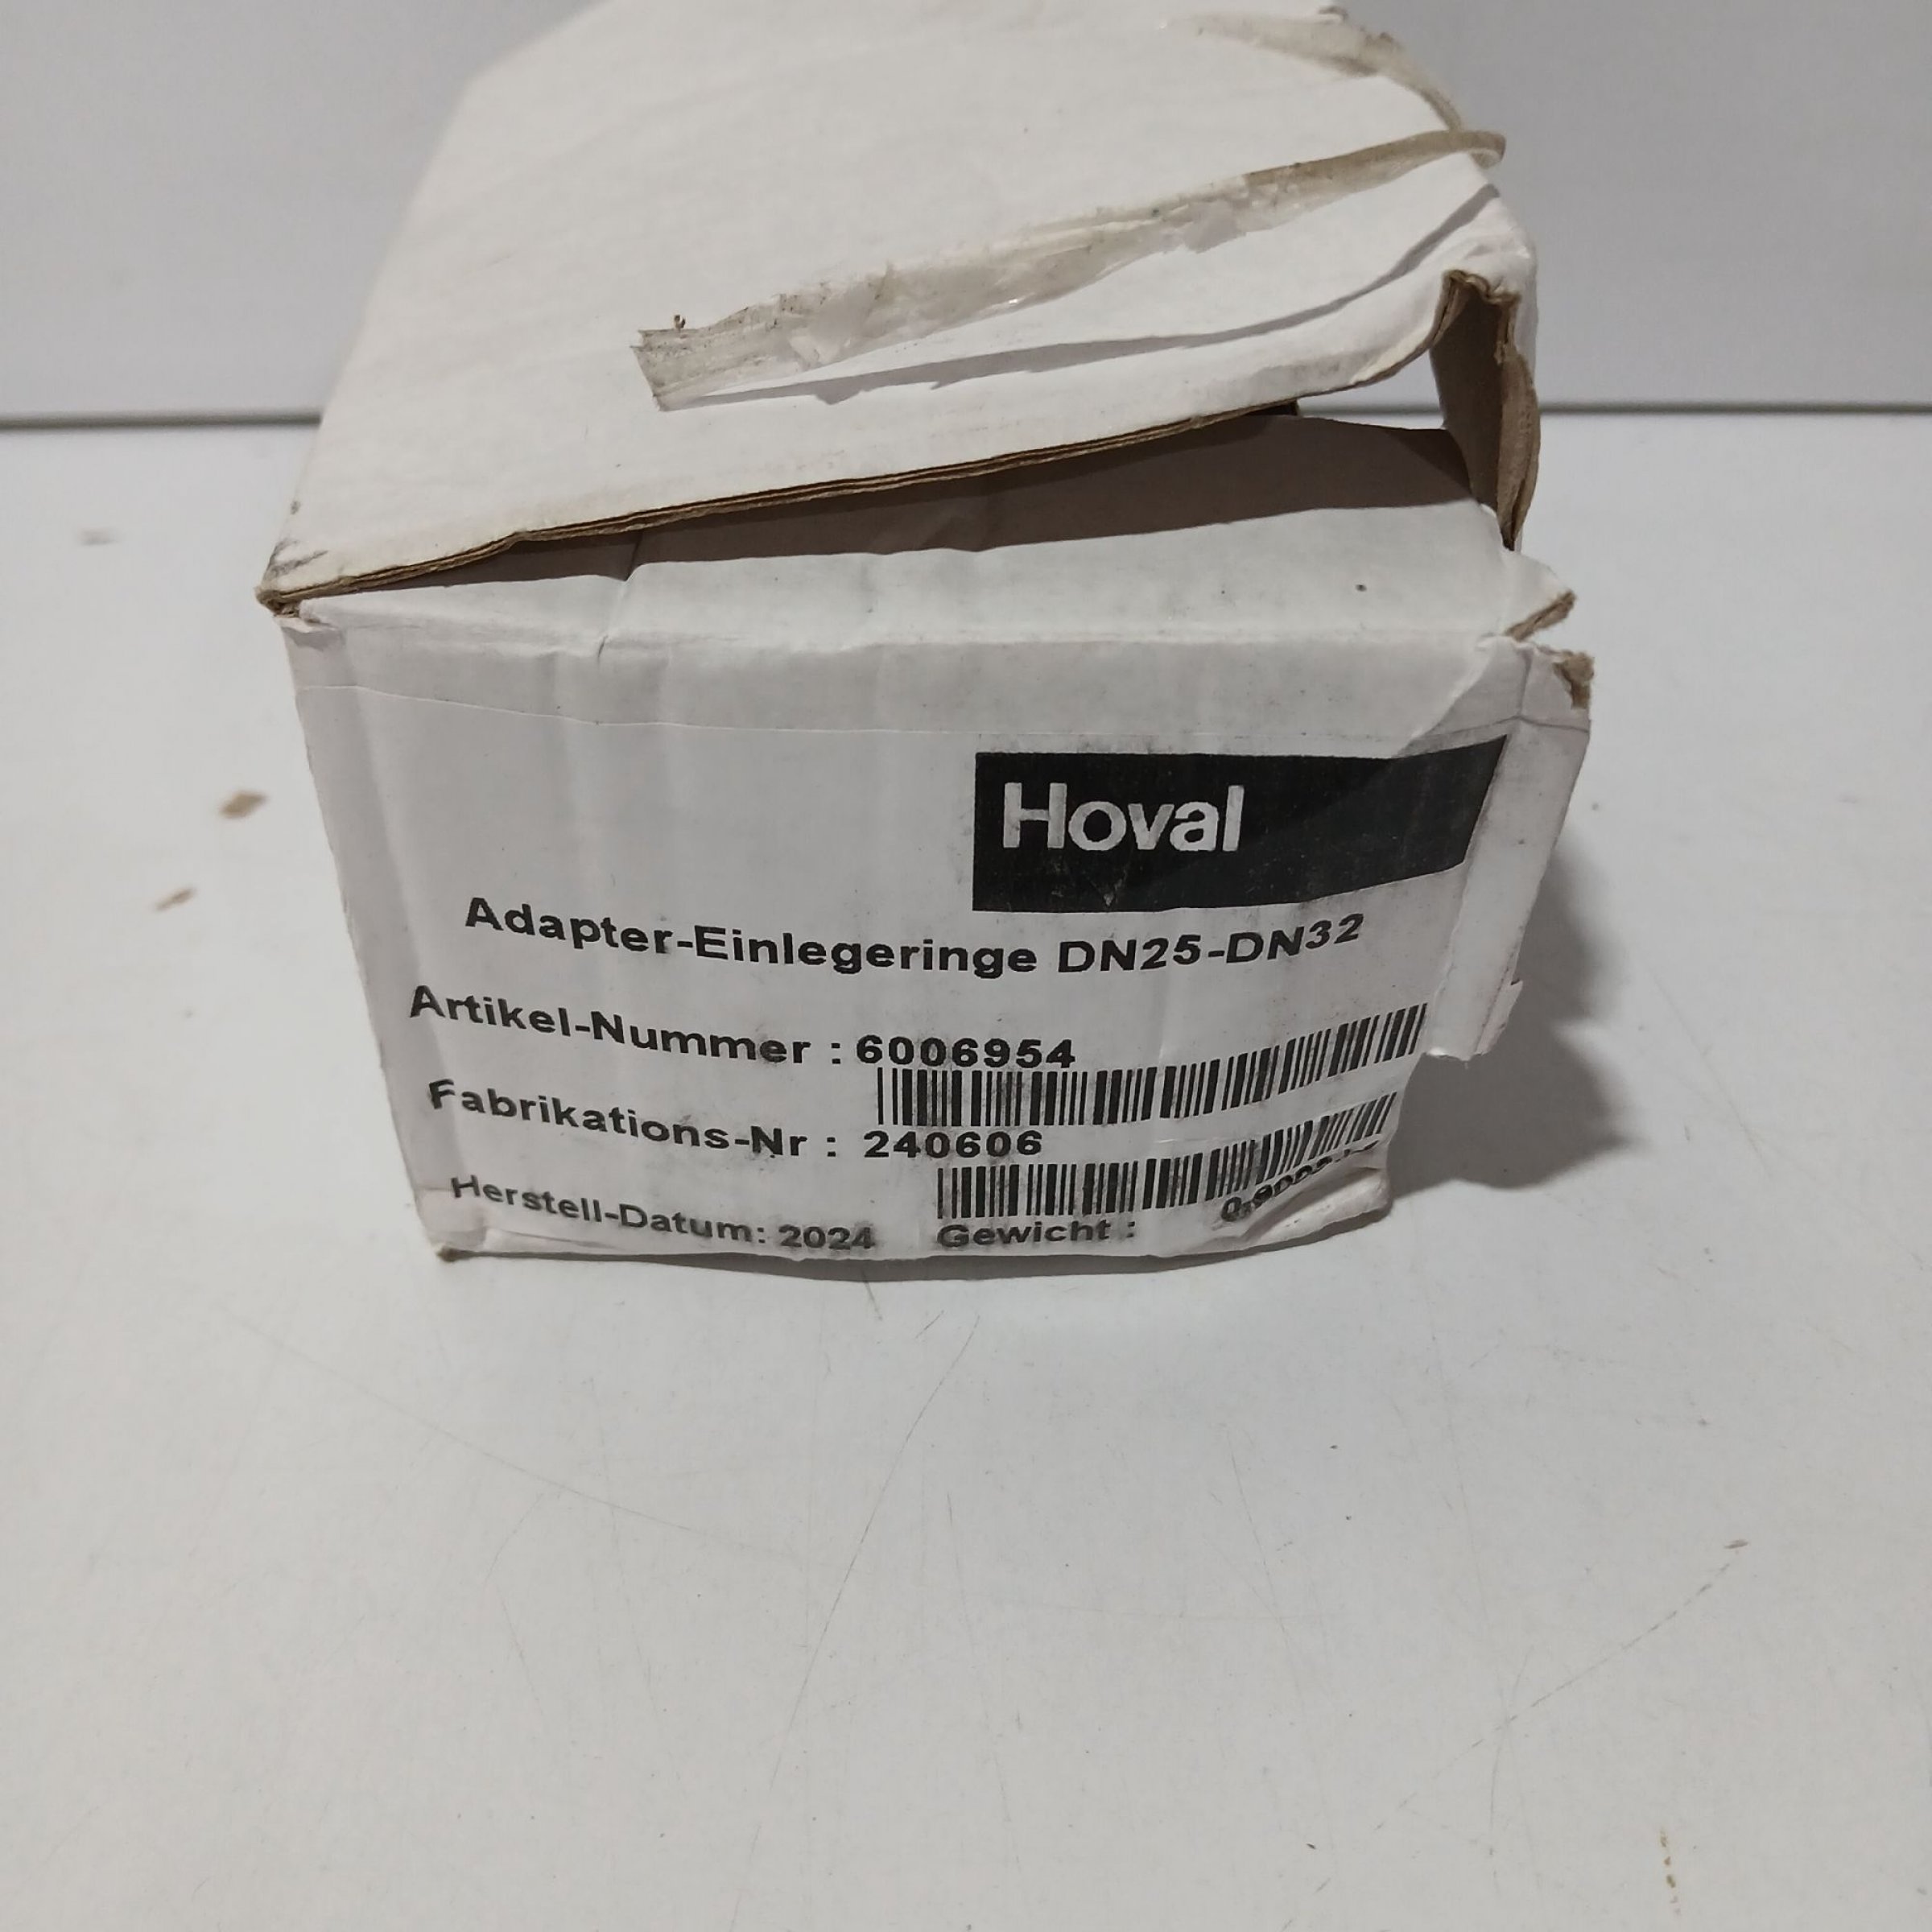 Hoval
Adapter-Einlegeringe DN25-DN32
Artikel-Nummer : 6006954
Fabrikations-Nr : 240606
Herstell-Datum: 2024 Gewicht :